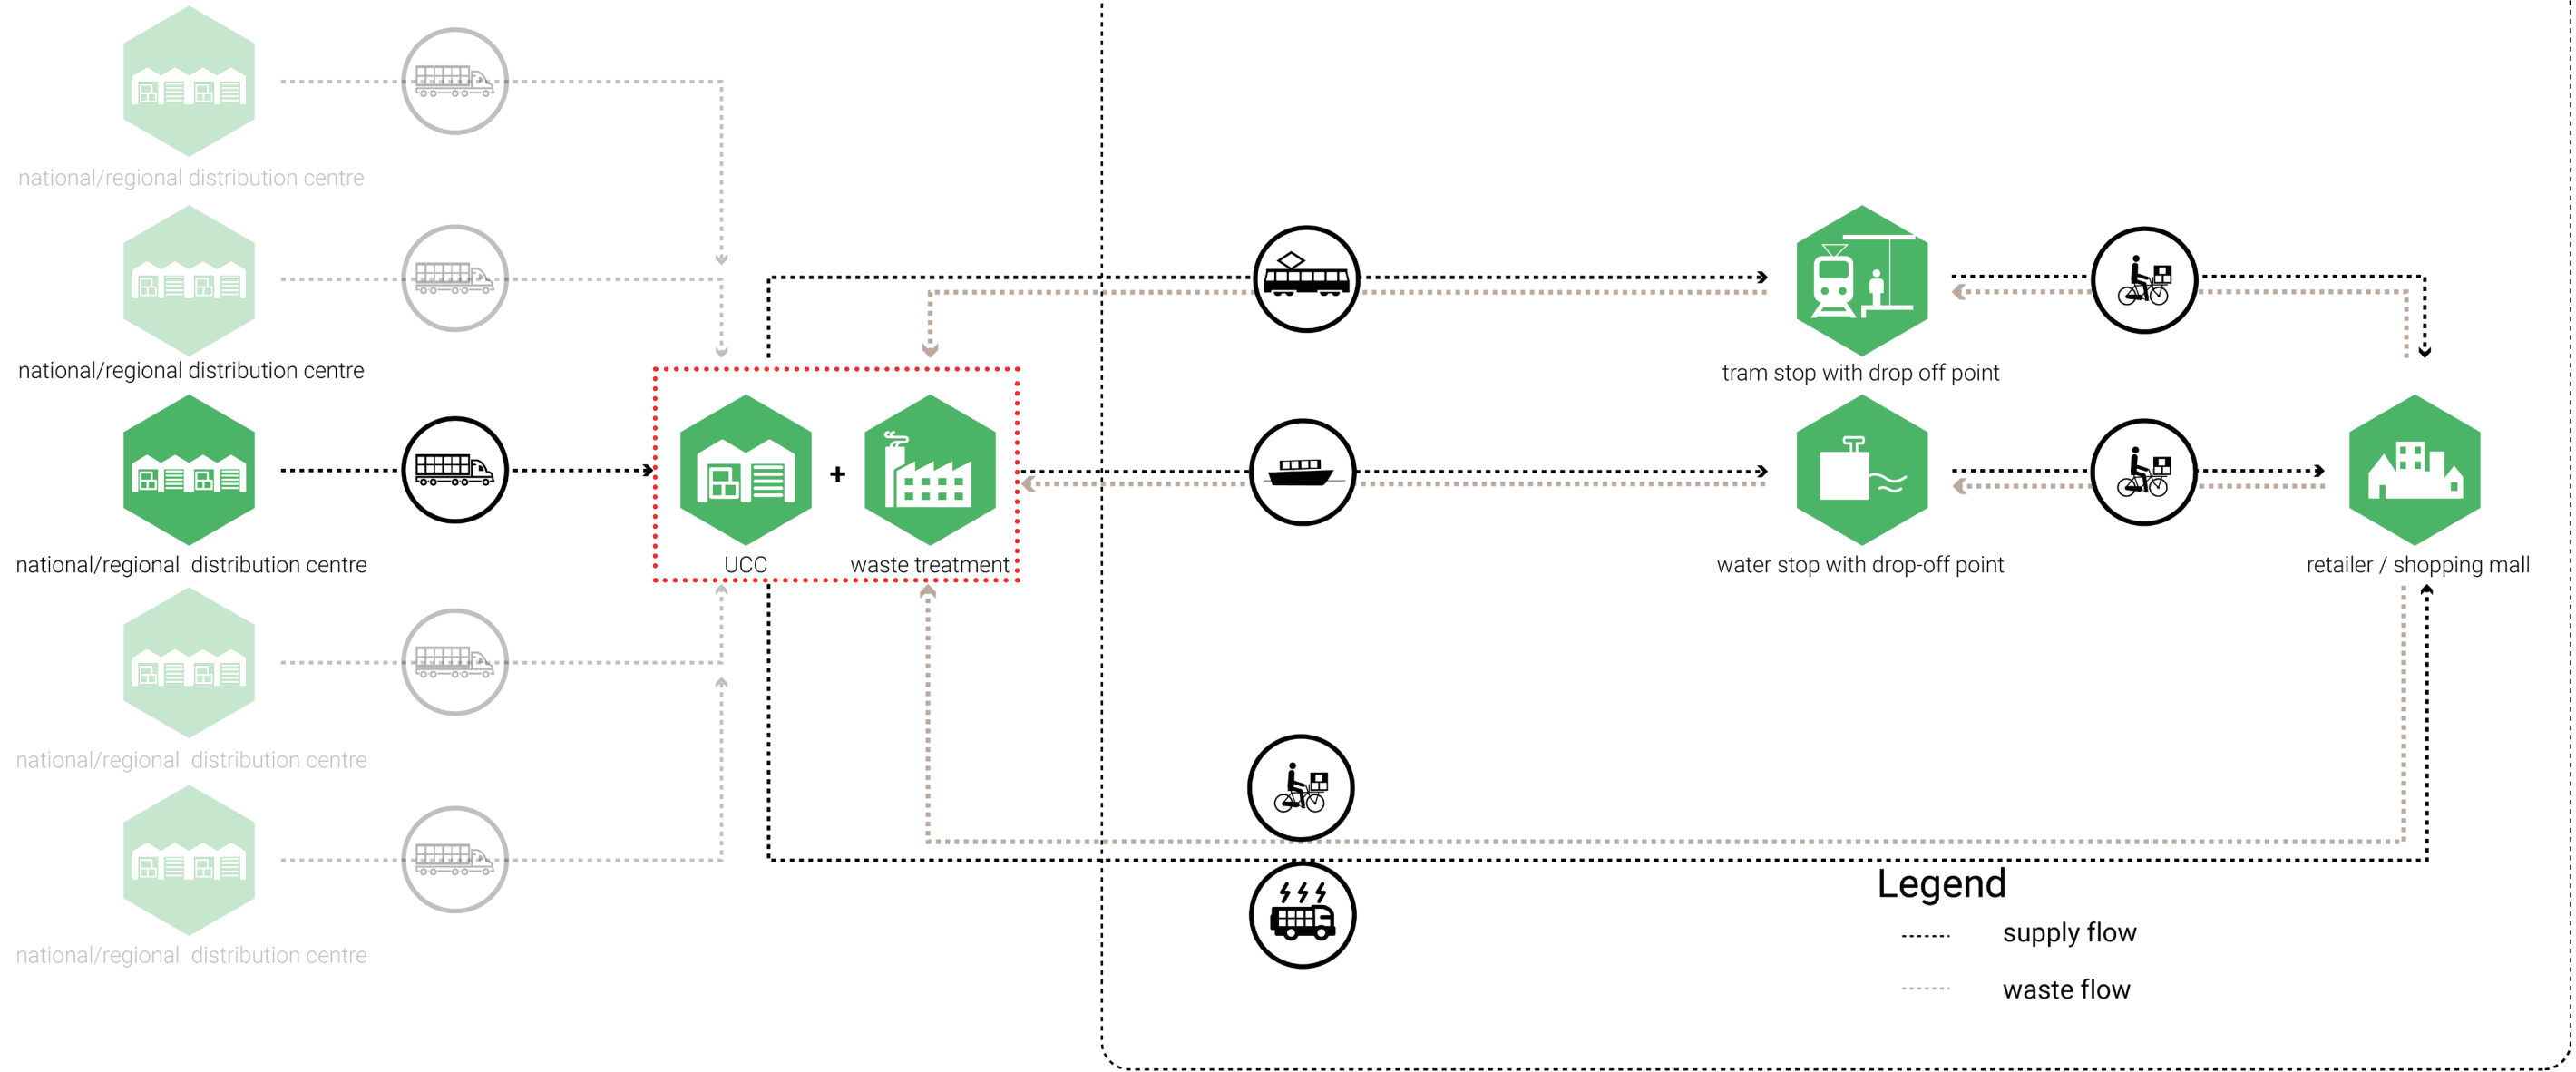 national/regional distribution centre
national/regional distribution centre
tram stop with drop off point
national/regional  distribution centre
UCC
+
waste treatment
water stop with drop-off point
retailer / shopping mall
national/regional  distribution centre
national/regional  distribution centre
Legend
supply flow
waste flow